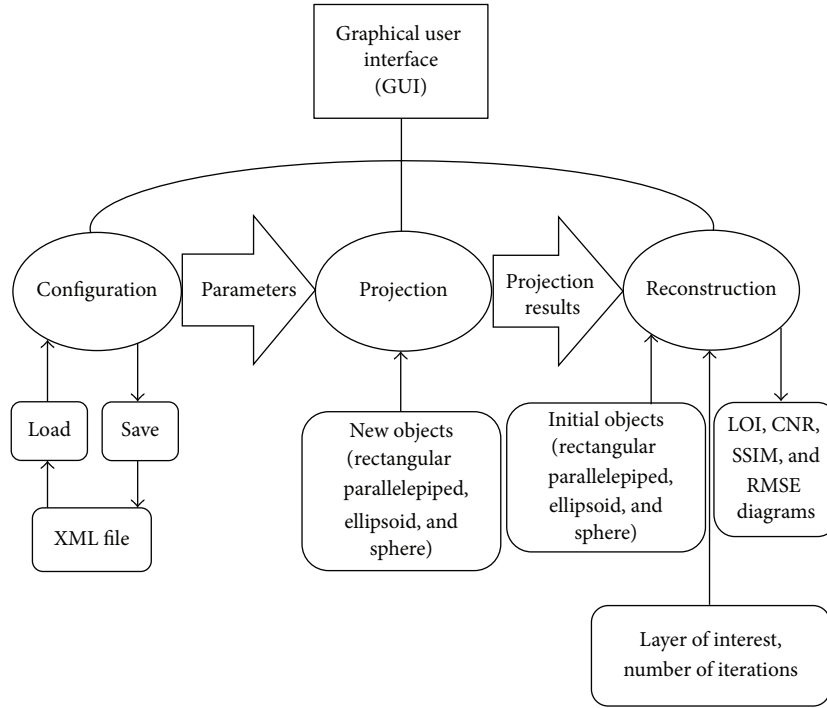 Graphical user
interface
(GUI)
Configuration
Parameters
Projection
Projection
results
Reconstruction
Load
Save
XML file
New objects
(rectangular
parallelepiped,
ellipsoid, and
sphere)
Initial objects
(rectangular
parallelepiped,
ellipsoid, and
sphere)
LOI, CNR,
SSIM, and
RMSE
diagrams
Layer of interest,
number of iterations